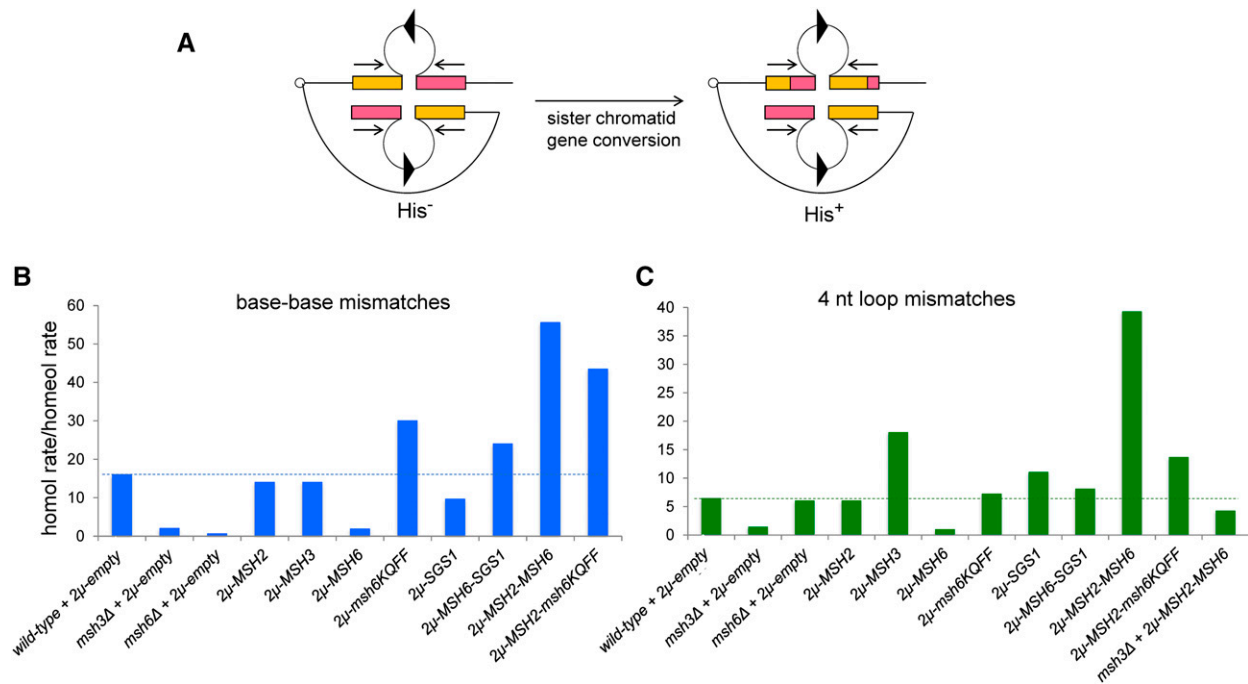 A
His-
sister chromatid
gene conversion
His+
B
base-base mismatches
homol rate/homeol rate
60
50
40
30
20
10
0
wild-type + 2µ-empty
msh3Δ + 2µ-empty
msh6Δ + 2µ-empty
2µ-MSH2
2µ-MSH3
2µ-MSH6
2µ-msh6KQFF
2µ-SGS1
2µ-MSH6-SGS1
2µ-MSH2-MSH6
2µ-MSH2-msh6KQFF
C
4 nt loop mismatches
40
35
30
25
20
15
10
5
0
wild-type + 2µ-empty
msh3Δ + 2µ-empty
msh6Δ + 2µ-empty
2µ-MSH2
2µ-MSH3
2µ-MSH6
2µ-msh6KQFF
2µ-SGS1
2µ-MSH6-SGS1
2µ-MSH2-MSH6
2µ-MSH2-msh6KQFF
msh3Δ + 2µ-MSH2-MSH6